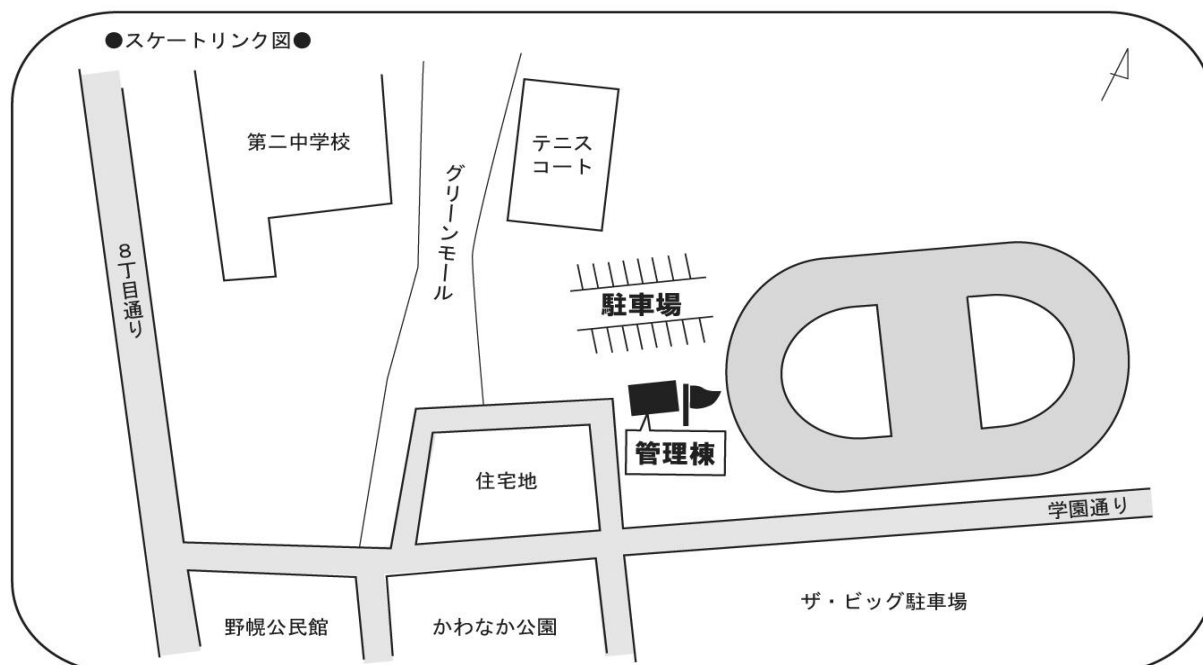 ●スケートリンク図●
第二中学校
テニス
コート
グリーンモール
8丁目通り
駐車場
管理棟
住宅地
学園通り
ザ・ビッグ駐車場
野幌公民館
かわなか公園